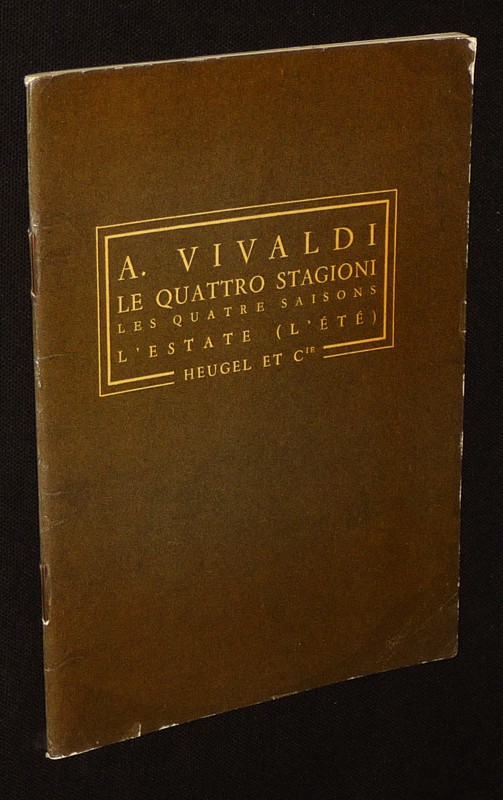 A. VIVALDI
LE QUATTRO STAGIONI
LES QUATRE SAISONS
L'ESTATE (L'ÉTÉ)
HEUGEL ET CIE